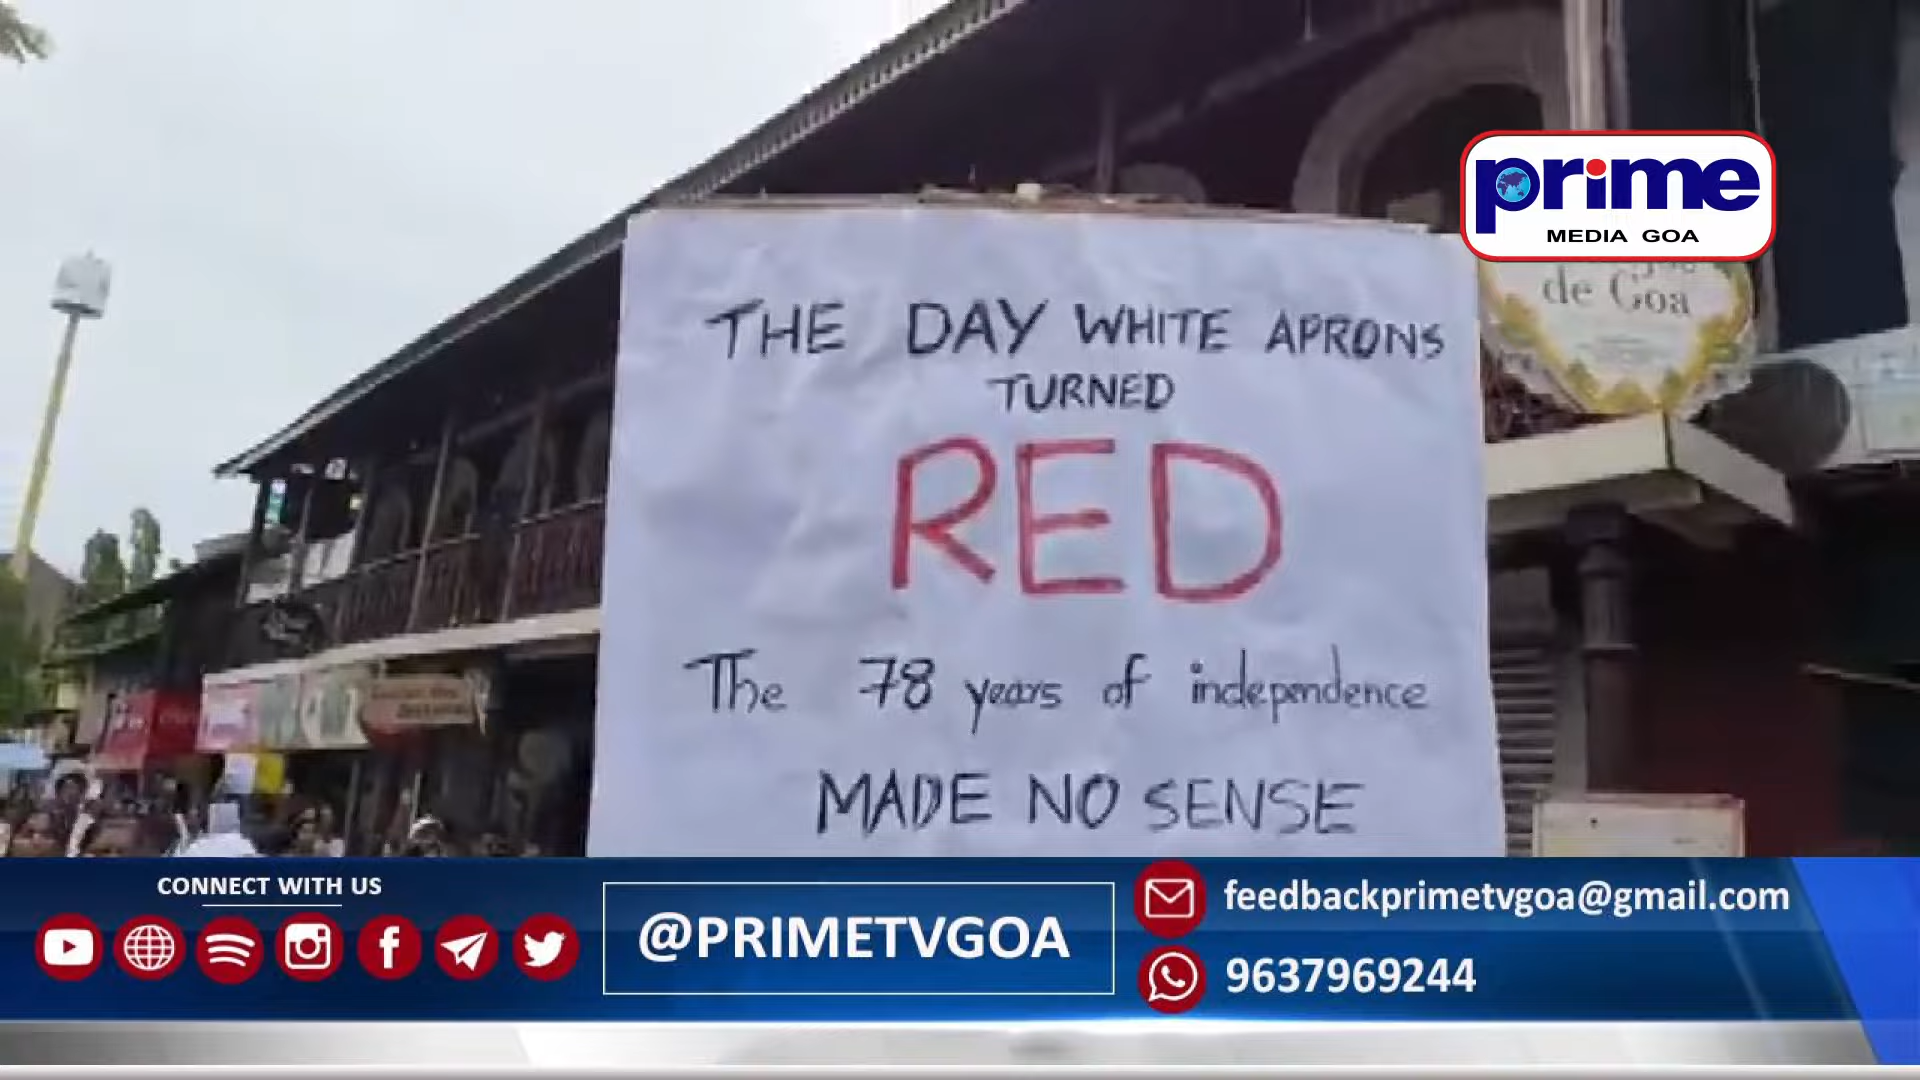 prime
MEDIA GOA
de Goa
THE DAY WHITE APRONS
TURNED
RED
The 78 years of independence
MADE NO SENSE
CONNECT WITH US
@PRIMETVGOA
feedbackprimetvgoa@gmail.com
9637969244